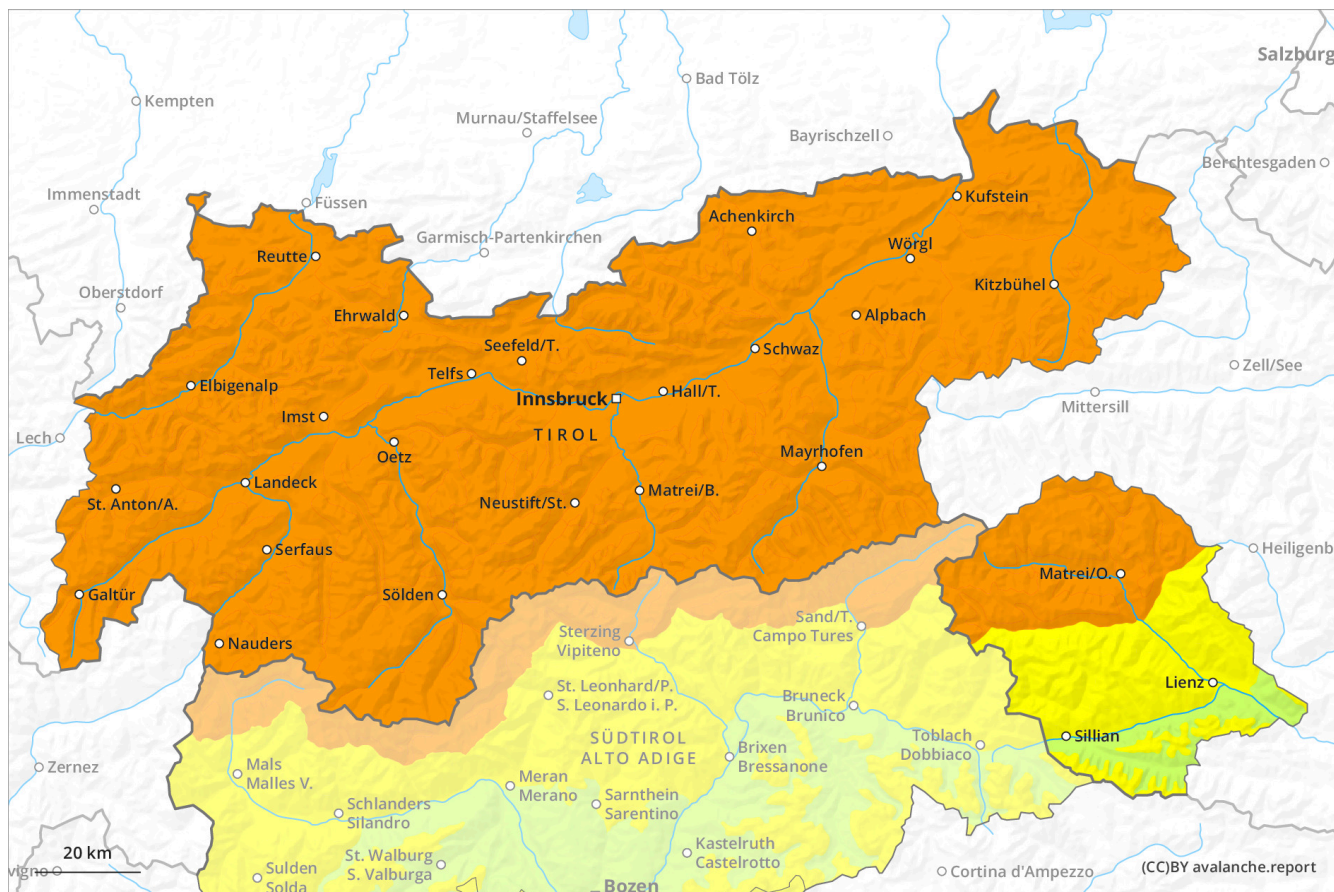 Salzburg
Bad Tölz
Kempten
Murnau/Staffelsee
Bayrischzell
Berchtesgaden
Immenstadt
Füssen
Kufstein
Achenkirch
Garmisch-Partenkirchen
Wörgl
Reutte
Kitzbühel
Oberstdorf
Ehrwald
Alpbach
Seefeld/T.
Schwaz
Zell/See
Telfs
Elbigenalp
Hall/T.
Innsbruck
Mittersill
Imst
Lech
TIROL
Oetz
Mayrhofen
Landeck
Matrei/B.
St. Anton/A.
Neustift/St.
Serfaus
Heiligenb
Matrei/O.
Galtür
Sölden
Sand/T.
Campo Tures
Sterzing
Vipiteno
Nauders
St. Leonhard/P.
S. Leonardo i. P.
Lienz
Bruneck
Brunico
SÜDTIROL
ALTO ADIGE
Toblach
Dobbiaco
Sillian
Brixen
Bressanone
Zernez
Mals
Malles V.
Meran
Merano
Sarnthein
Sarentino
Schlanders
Silandro
20 km
Kastelruth
Castelrotto
St. Walburg
S. Valburga
vigno
Sulden
Solda
Cortina d'Ampezzo
(CC)BY avalanche.report
Bozen